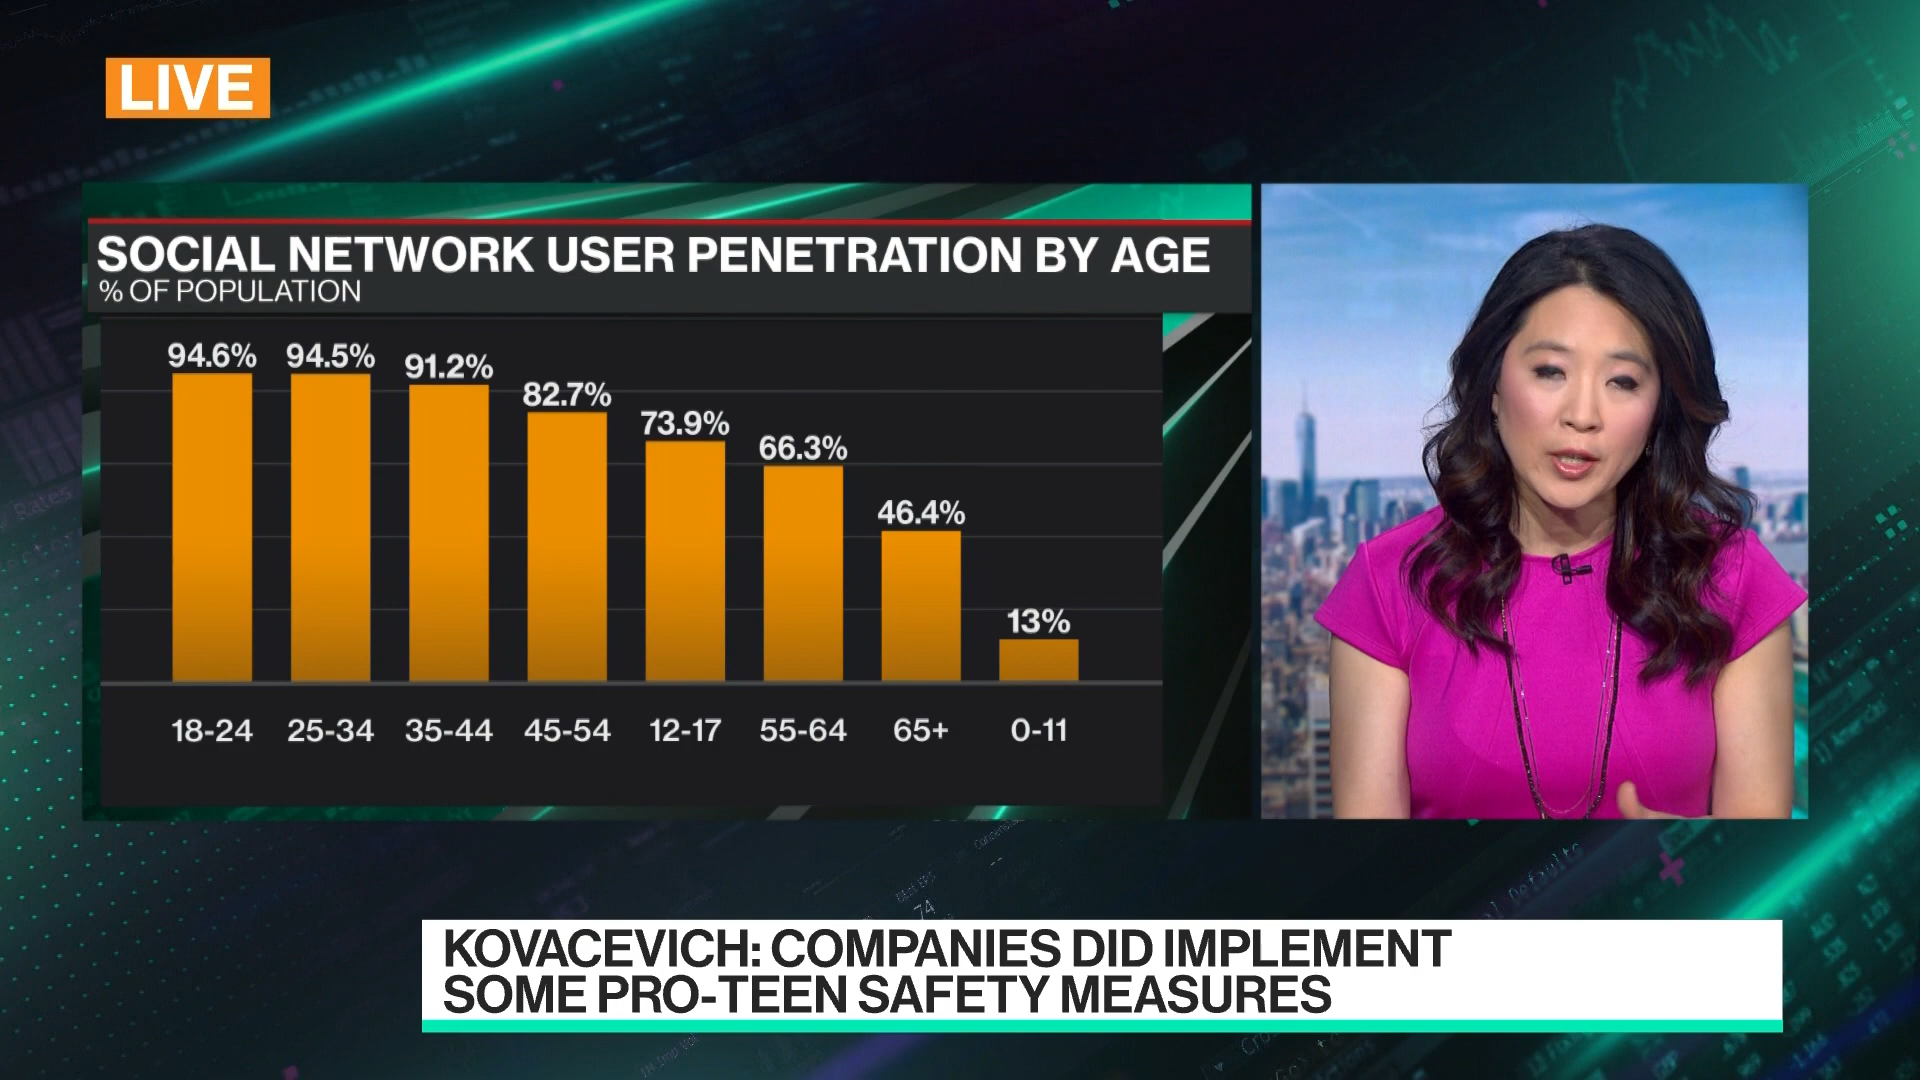 LIVE
SOCIAL NETWORK USER PENETRATION BY AGE
% OF POPULATION
94.6% 94.5% 91.2% 82.7% 73.9% 66.3% 46.4% 13%
18-24 25-34 35-44 45-54 12-17 55-64 65+ 0-11
KOVACEVICH: COMPANIES DID IMPLEMENT
SOME PRO-TEEN SAFETY MEASURES